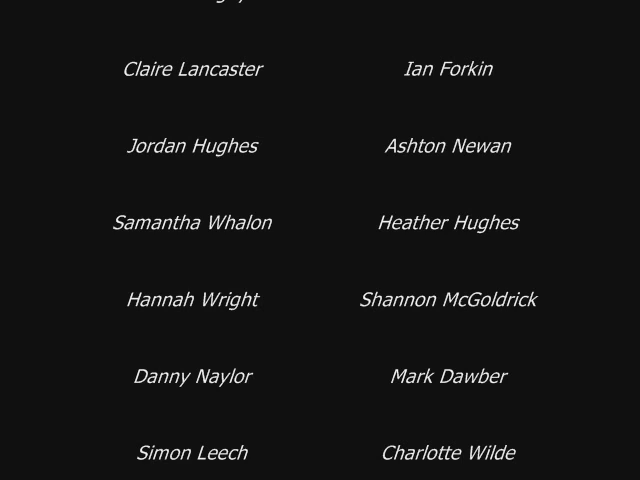 Claire Lancaster Ian Forkin
Jordan Hughes Ashton Newan
Samantha Whalon Heather Hughes
Hannah Wright Shannon McGoldrick
Danny Naylor Mark Dawber
Simon Leech Charlotte Wilde